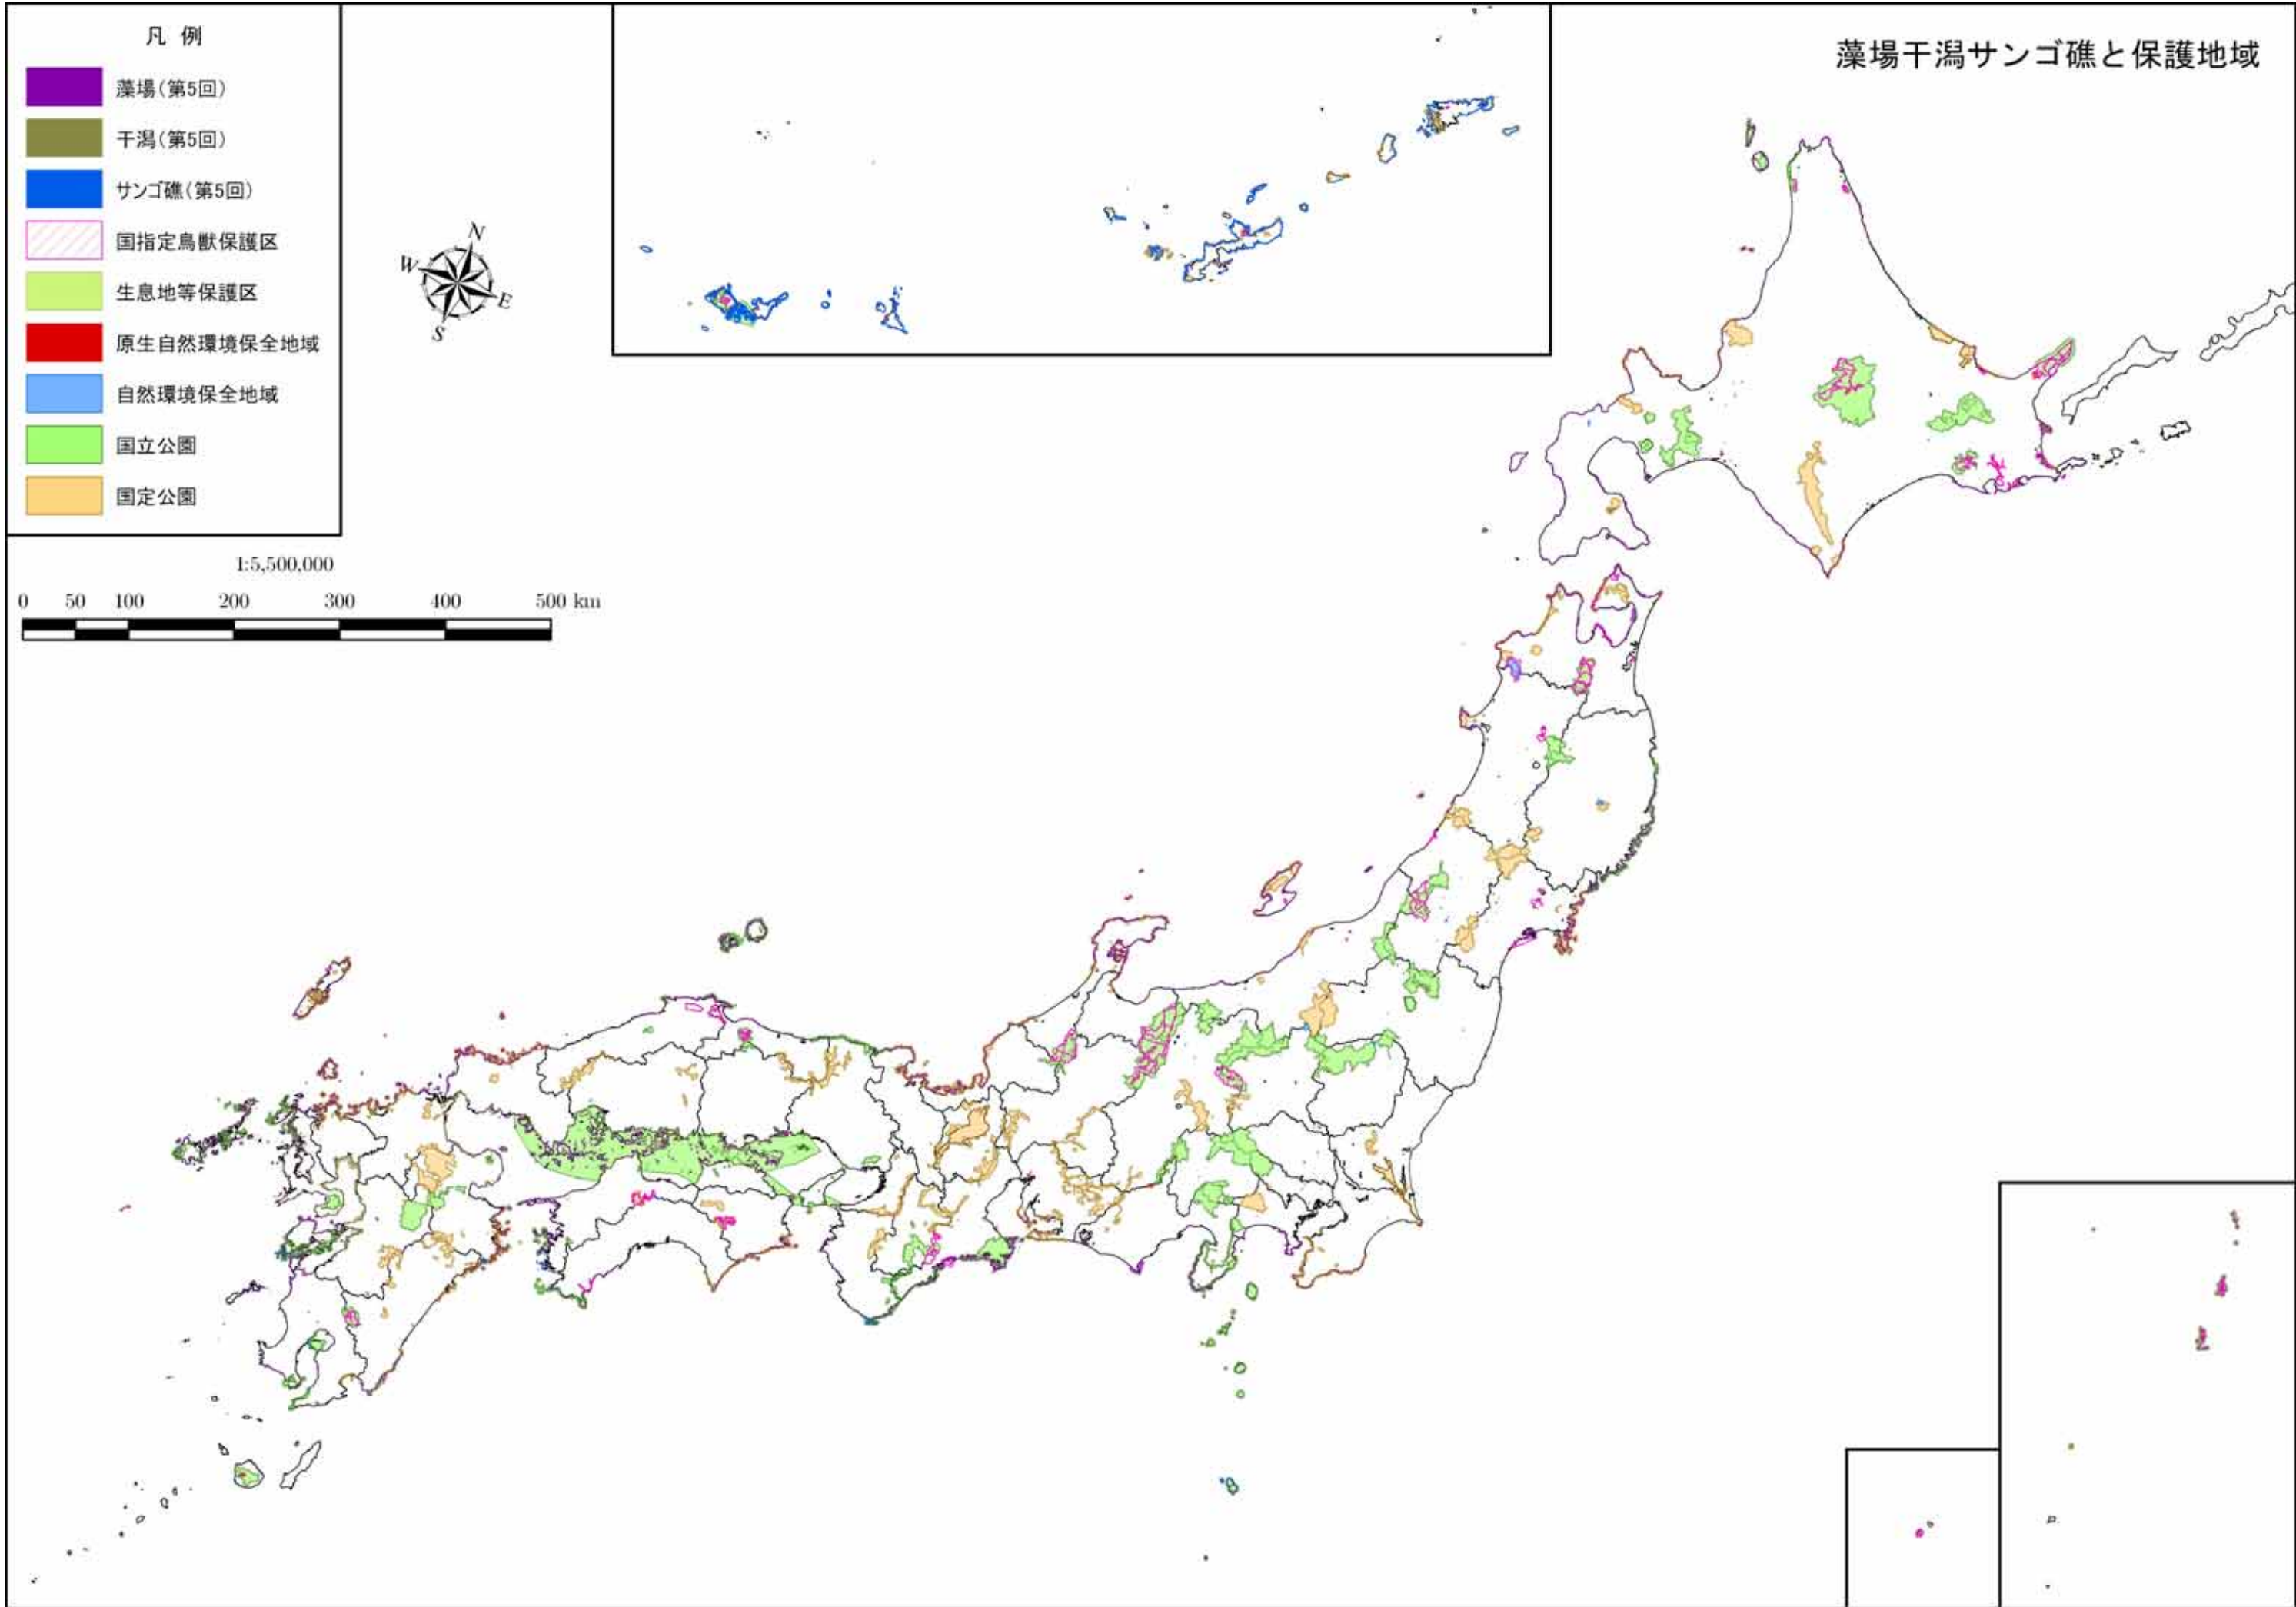 藻場干潟サンゴ礁と保護地域
凡 例
藻場(第5回)
干潟(第5回)
サンゴ礁(第5回)
国指定鳥獣保護区
生息地等保護区
原生自然環境保全地域
自然環境保全地域
国立公園
国定公園
N
W
E
S
1:5,500,000
0 50 100 200 300 400 500 km